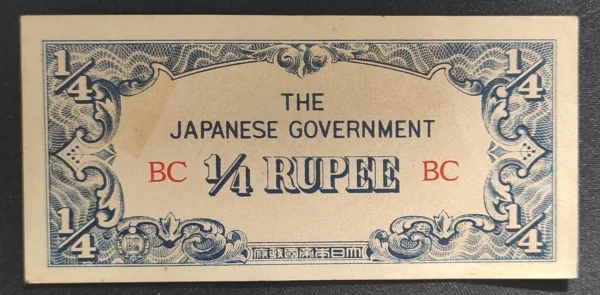 1/4 1/4
THE
JAPANESE GOVERNMENT
BC 1/4 RUPEE BC
1/4 1/4
大日本帝國政府